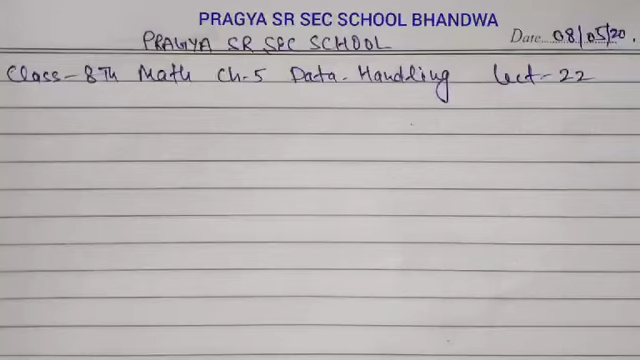 PRAGYA SR SEC SCHOOL BHANDWA
PRAGYA SR SEC SCHOOL Date 08/05/20.
Class - 8Th Math Ch-5 Data-Handling Lect-22